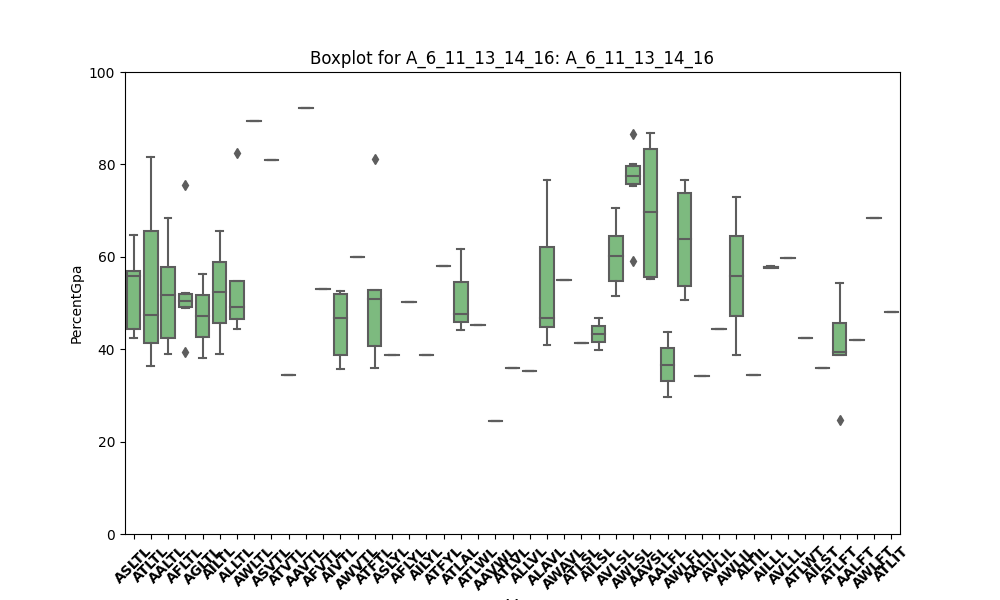 Boxplot for A_6_11_13_14_16: A_6_11_13_14_16
PercentGpa
100
80
60
40
20
0
ASLTL
ATLTL
AALTL
AFLTL
AGLTL
AILTL
ALLTL
AWLTL
ASVTL
ATVTL
AAVTL
AFVTL
AIVTL
AWVTL
ATFTL
ASLYL
AFLYL
AILYL
ATFYL
ATLAL
ATLWL
AAVWL
ATLVL
ALLVL
ALAVL
AWAVL
ATLSL
AILSL
AVLSL
AWLSL
AAVSL
AALFL
AWLFL
AALIL
AVLIL
AWLIL
AILLL
AVLLL
ATLWT
AILST
ATLFT
AALFT
AWLFT
ATLIT